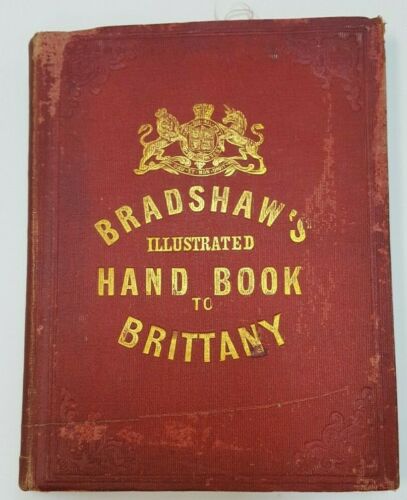 BRADSHAW'S
ILLUSTRATED
HAND BOOK
TO
BRITTANY